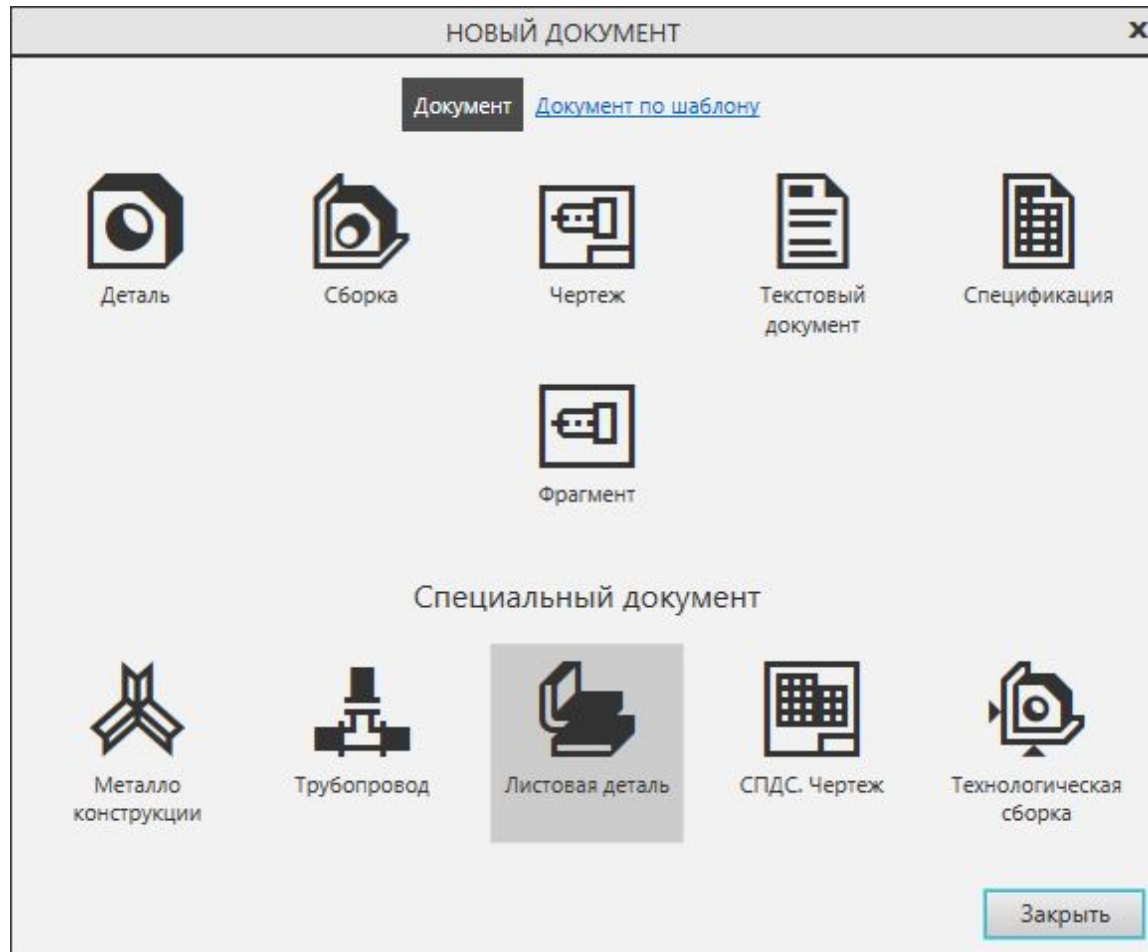 НОВЫЙ ДОКУМЕНТ
x
Документ Документ по шаблону
Деталь
Сборка
Чертеж
Текстовый
документ
Спецификация
Фрагмент
Специальный документ
Металло
конструкции
Трубопровод
Листовая деталь
СПДС. Чертеж
Технологическая
сборка
Закрыть